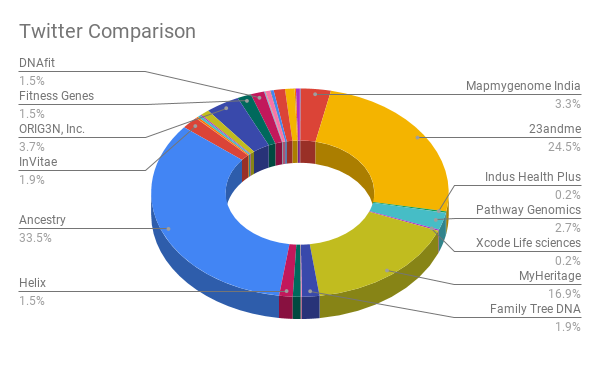 Twitter Comparison
DNAfit
1.5%
Fitness Genes
1.5%
ORIG3N, Inc.
3.7%
InVitae
1.9%
Ancestry
33.5%
Helix
1.5%
Mapmygenome India
3.3%
23andme
24.5%
Indus Health Plus
0.2%
Pathway Genomics
2.7%
Xcode Life sciences
0.2%
MyHeritage
16.9%
Family Tree DNA
1.9%